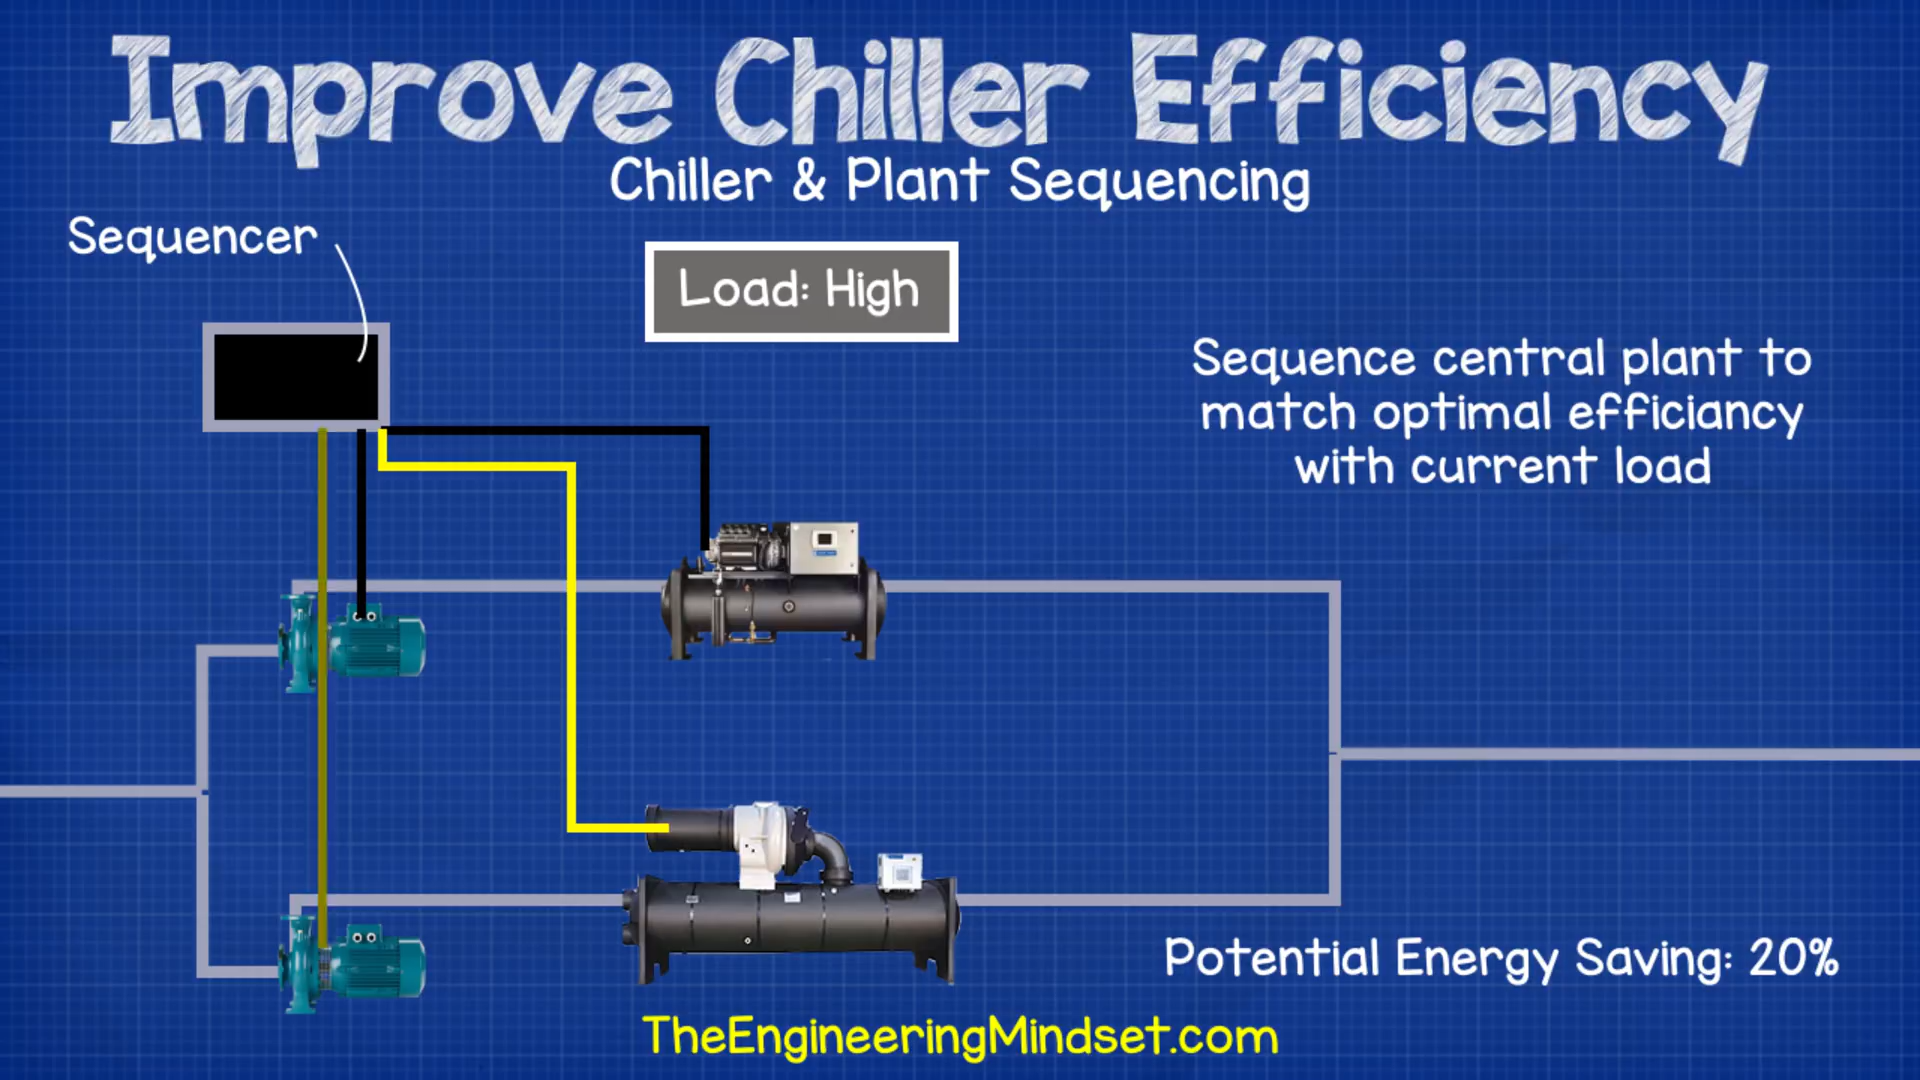 Improve Chiller Efficiency
Chiller & Plant Sequencing
Sequencer
Load: High
Sequence central plant to
match optimal efficiancy
with current load
Potential Energy Saving: 20%
TheEngineeringMindset.com